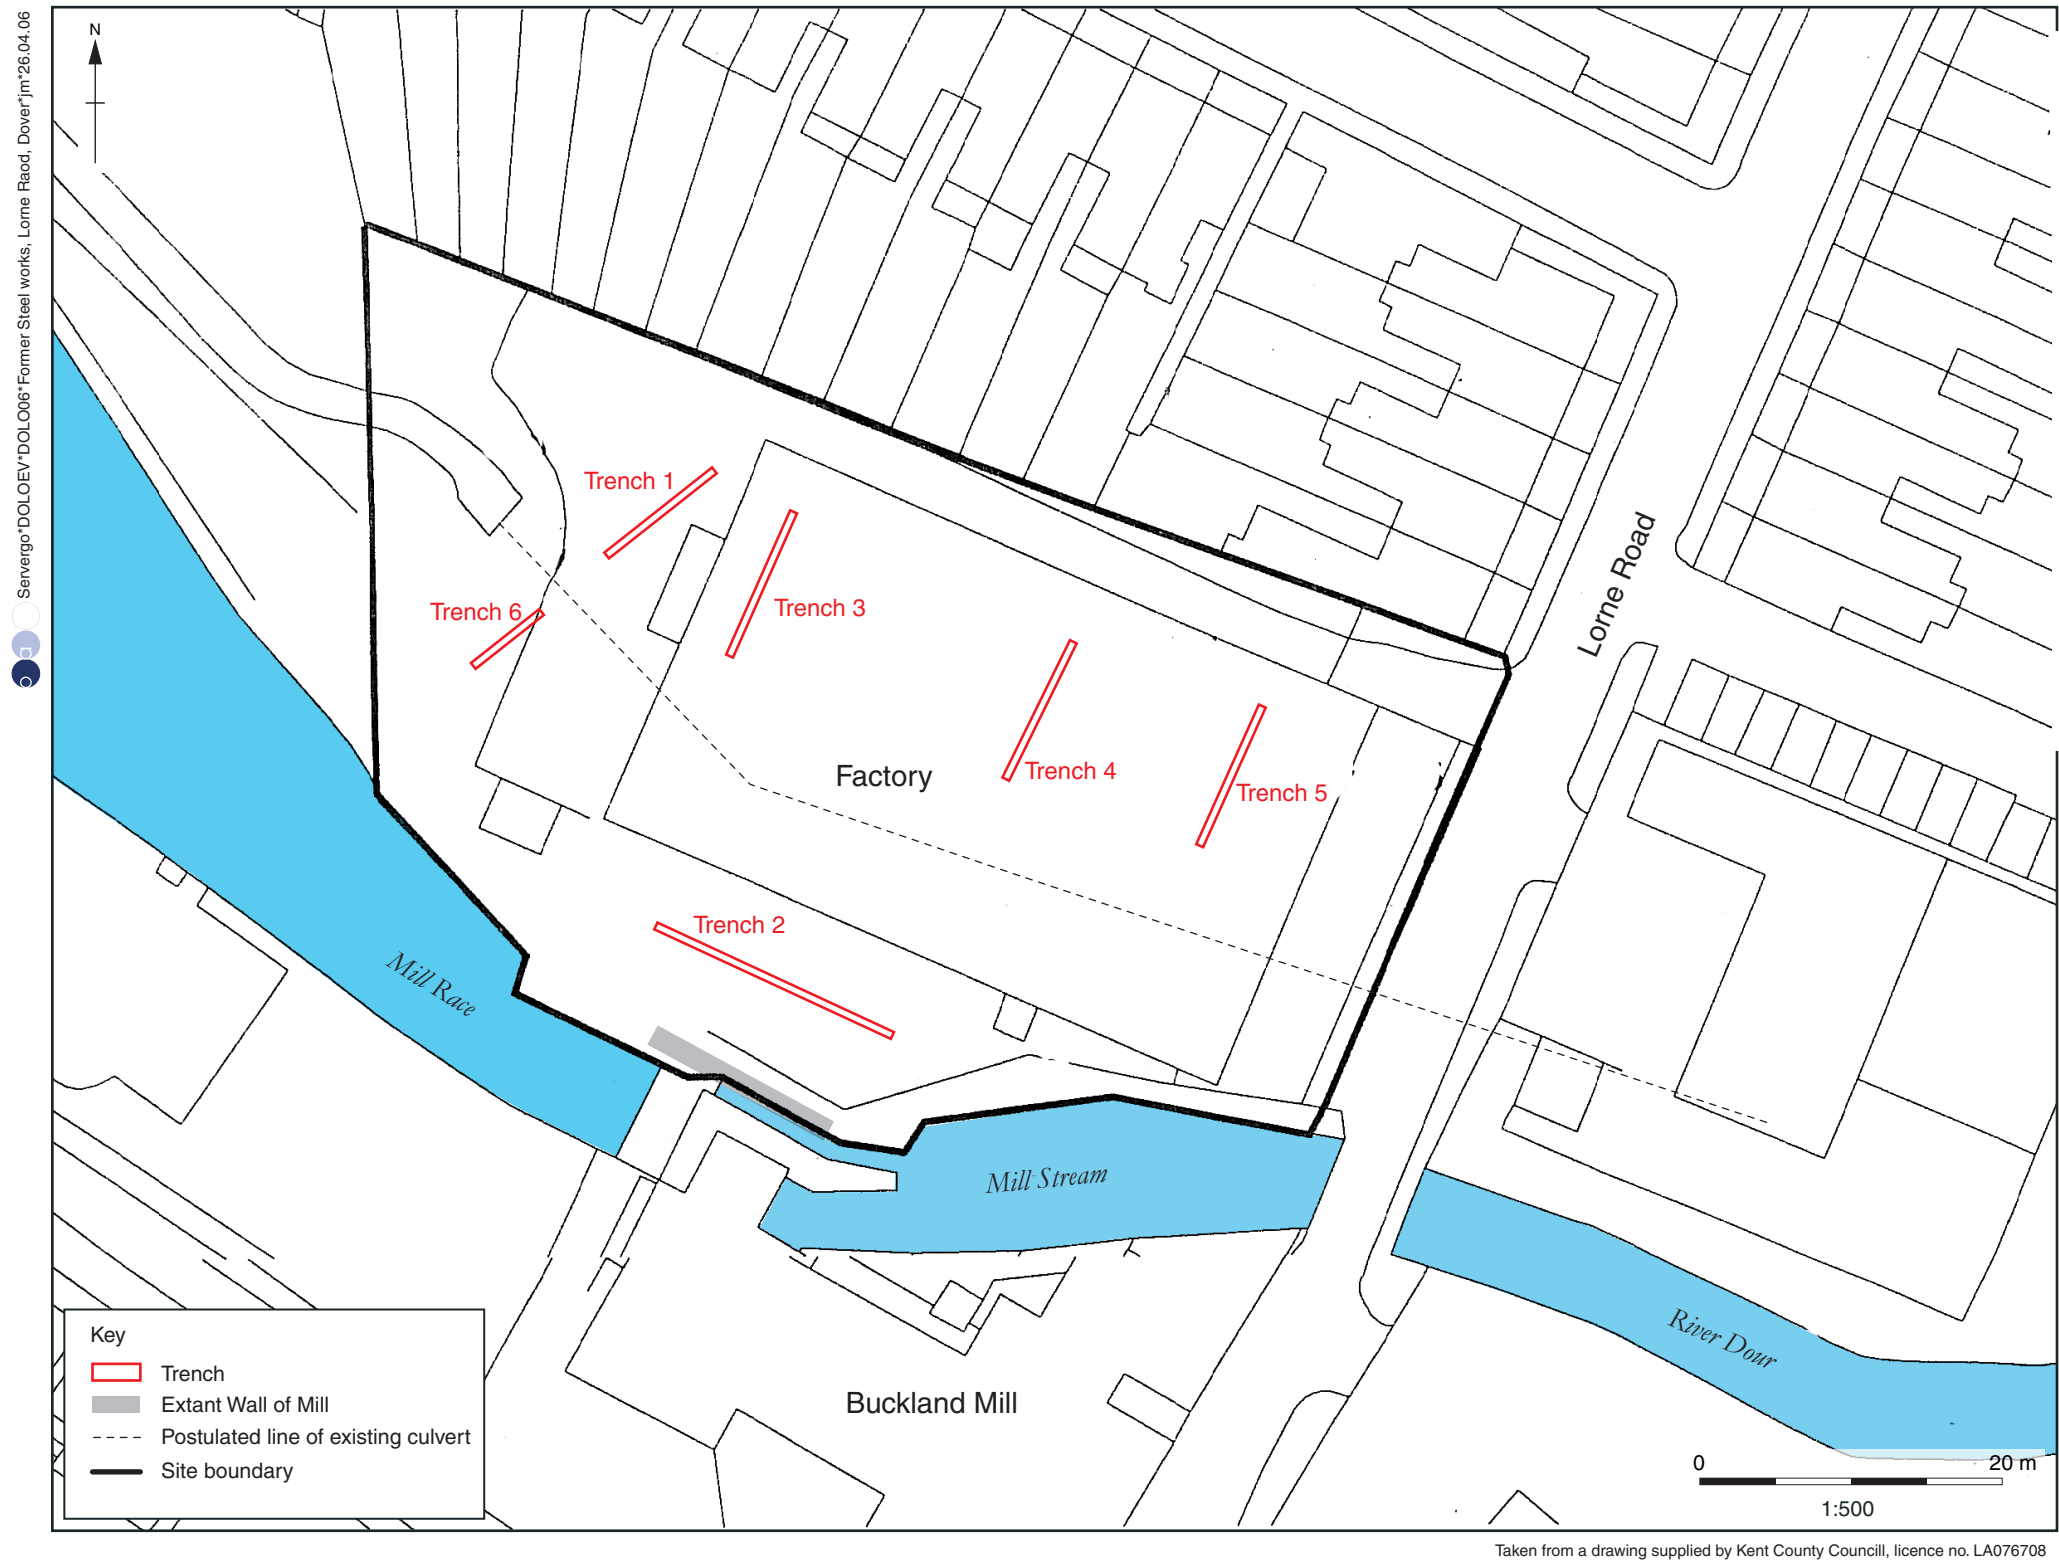 Servergo*DOLOEV*DOLO06*Former Steel works, Lorne Raod, Dover*jm*26.04.06
oa
N
Trench 1
Trench 3
Trench 6
Lorne Road
Trench 4
Factory
Trench 5
Trench 2
Mill Race
Mill Stream
River Dour
Buckland Mill
Key
Trench
Extant Wall of Mill
Postulated line of existing culvert
Site boundary
0 20 m
1:500
Taken from a drawing supplied by Kent County Councill, licence no. LA076708